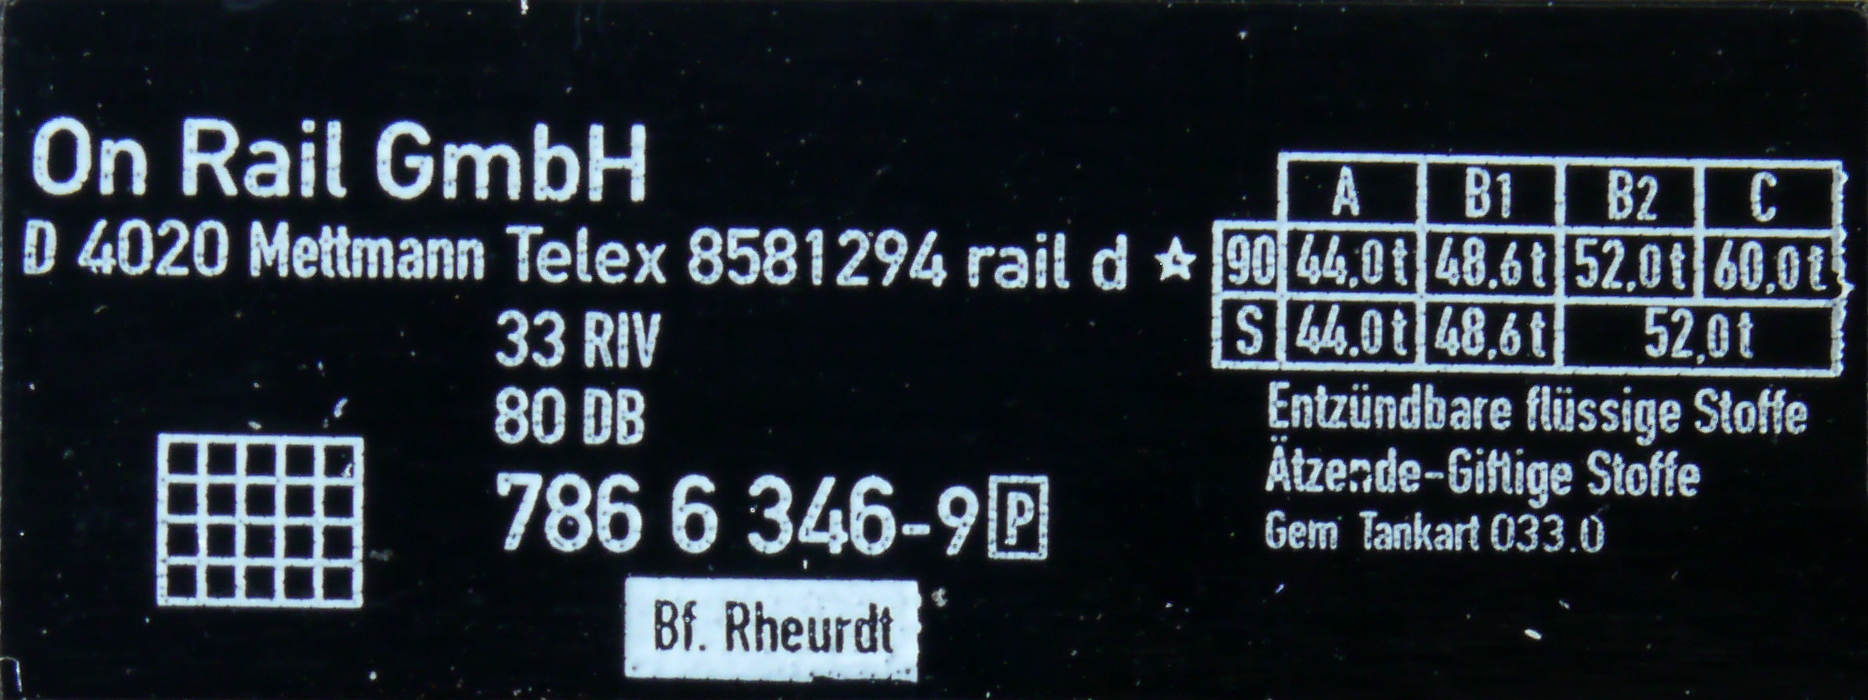 On Rail GmbH
D 4020 Mettmann Telex 8581294 rail d
33 RIV
80 DB
786 6 346-9 P
Bf. Rheurdt
A B1 B2 C
90 44.0t 48.6t 52,0t 60,0t
S 44.0t 48,6t 52,0t
Entzündbare flüssige Stoffe
Ätzende-Giftige Stoffe
Gem Tankart 033.0